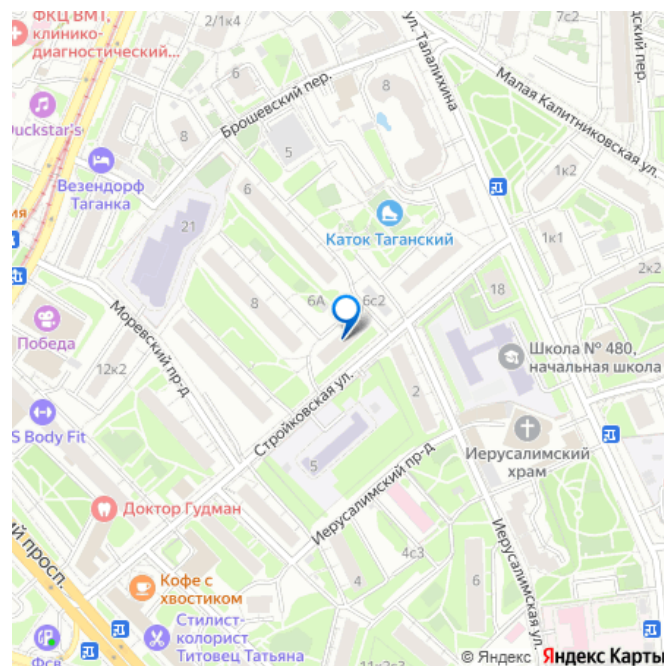 ФКЦ ВМТ,
клинико-
диагностический...
2/1к4
7с2
6
Брошевский пер.
ул. Талалихина
Малая Калитниковская ул.
8
8
5
Duckstar's
Везендорф
Таганка
6
1к2
21
Каток Таганский
1к1
2к2
8
6А
6с2
18
Моревский пр-д
Победа
12к2
Школа № 480,
начальная школа
S Body Fit
Стройковская ул.
2
Иерусалимский
храм
5
Иерусалимский пр-д
Доктор Гудман
4с3
4
6
Иерусалимская ул.
Кофе с
хвостиком
Стилист-
колорист
Титовец Татьяна
просп.
© Яндекс Яндекс Карты